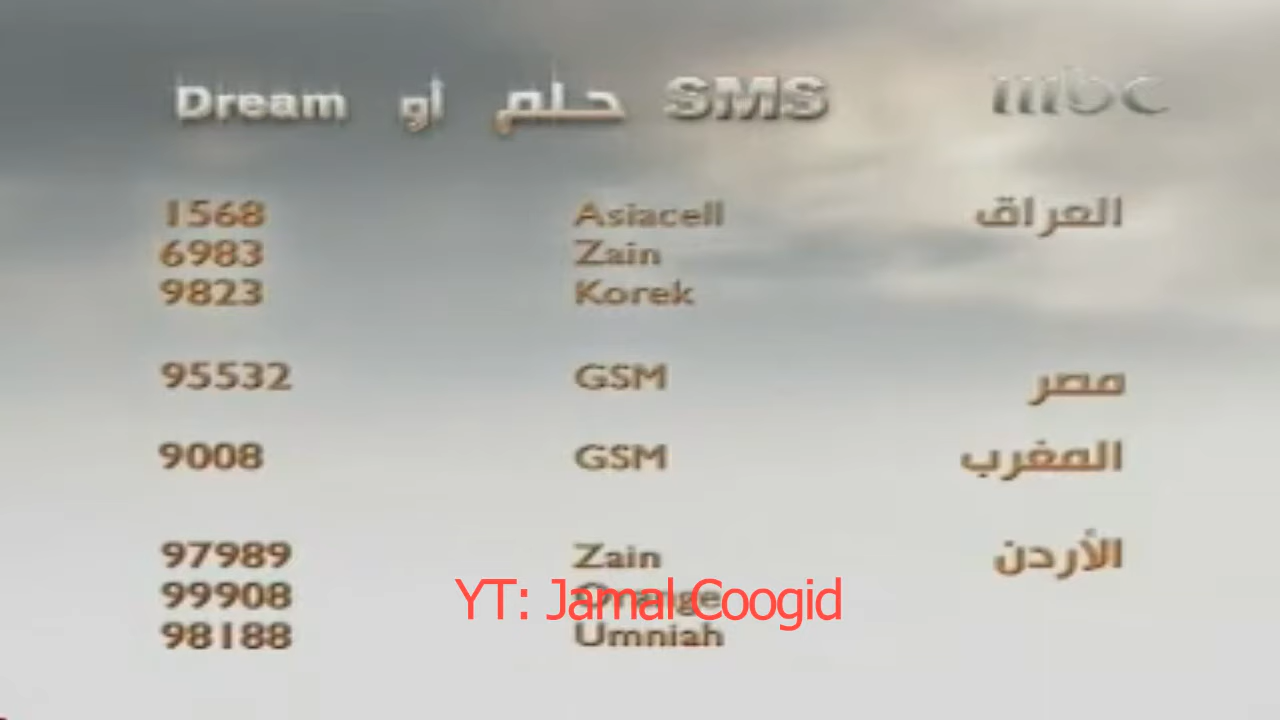 mbc SMS حلم أو Dream
العراق Asiacell 1568
Zain 6983
Korek 9823
مصر GSM 95532
المغرب GSM 9008
الأردن Zain 97989
Orange 99908
YT: Jamal Coogid
Umniah 98188